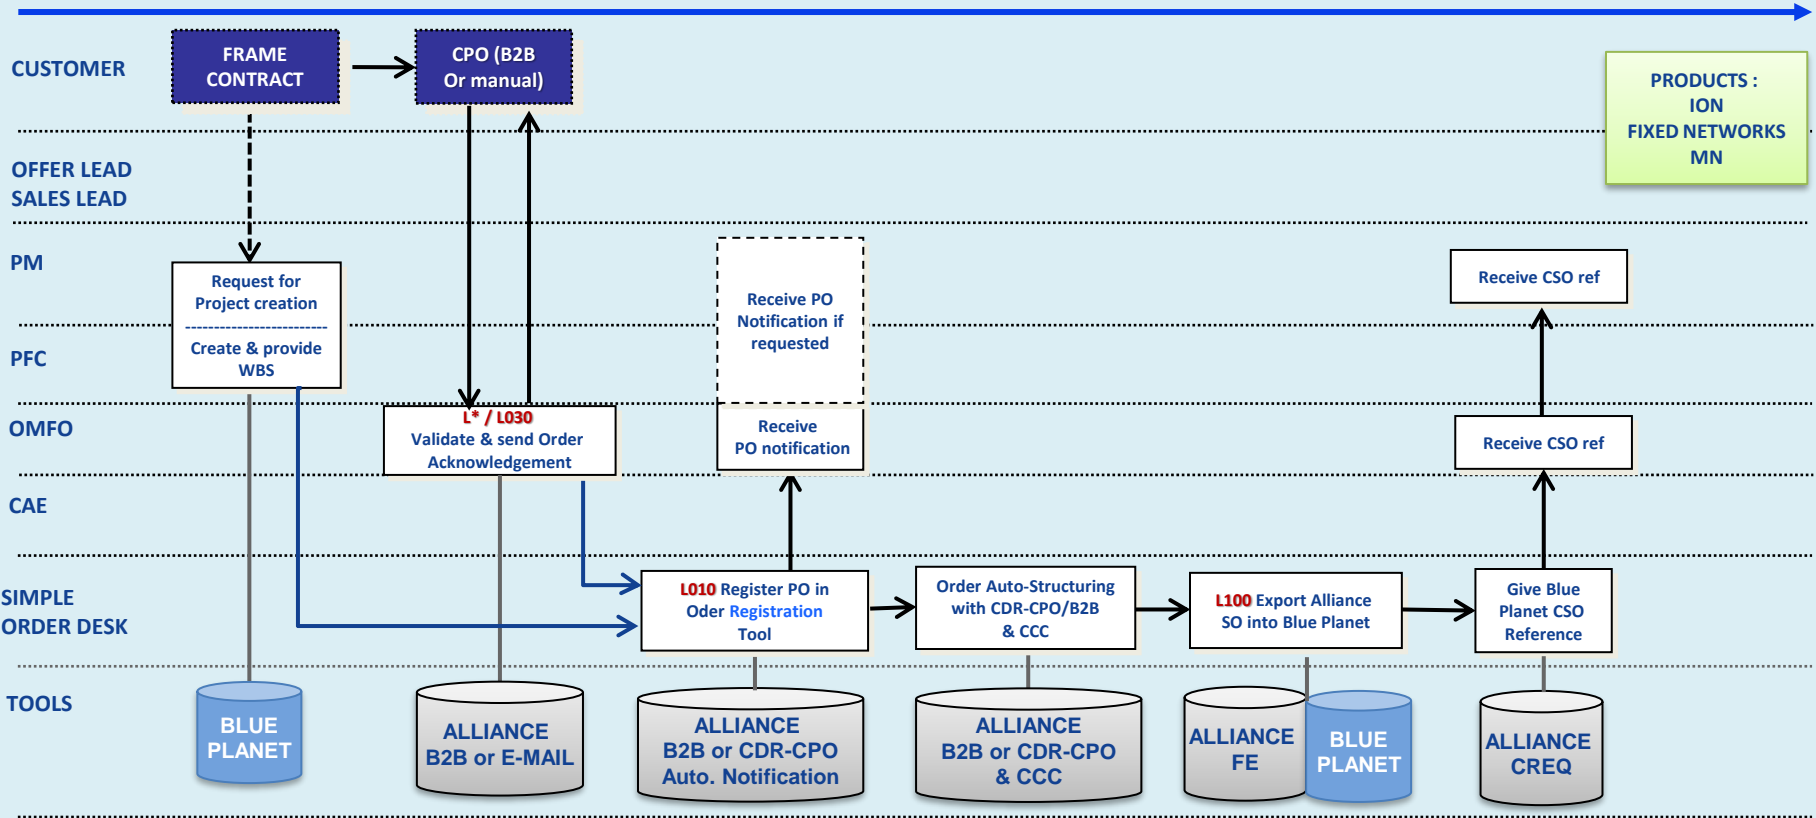 CUSTOMER
FRAME
CONTRACT
CPO (B2B
Or manual)
PRODUCTS :
ION
FIXED NETWORKS
MN
OFFER LEAD
SALES LEAD
PM
Request for
Project creation
--------------------------
Create & provide
WBS
Receive PO
Notification if
requested
Receive CSO ref
PFC
OMFO
L* / L030
Validate & send Order
Acknowledgement
Receive
PO notification
Receive CSO ref
CAE
SIMPLE
ORDER DESK
L010 Register PO in
Oder Registration
Tool
Order Auto-Structuring
with CDR-CPO/B2B
& CCC
L100 Export Alliance
SO into Blue Planet
Give Blue
Planet CSO
Reference
TOOLS
BLUE
PLANET
ALLIANCE
B2B or E-MAIL
ALLIANCE
B2B or CDR-CPO
Auto. Notification
ALLIANCE
B2B or CDR-CPO
& CCC
ALLIANCE
FE
BLUE
PLANET
ALLIANCE
CREQ